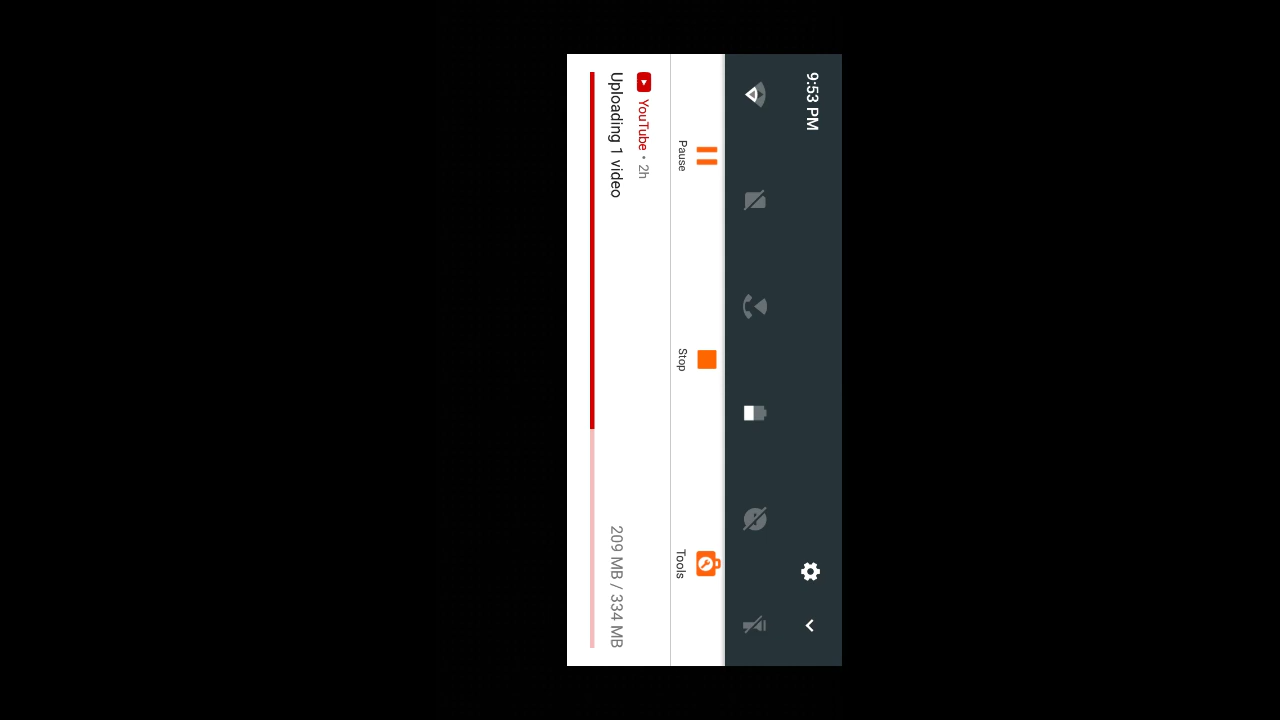 9:53 PM
Pause
Stop
Tools
YouTube • 2h
Uploading 1 video
209 MB / 334 MB